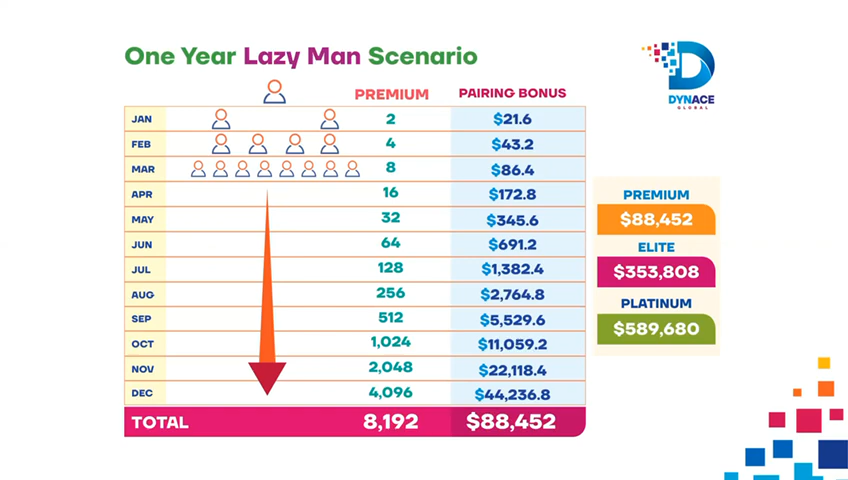 One Year Lazy Man Scenario
DYNACE
GLOBAL
PREMIUM PAIRING BONUS
JAN 2 $21.6
FEB 4 $43.2
MAR 8 $86.4
APR 16 $172.8
MAY 32 $345.6
JUN 64 $691.2
JUL 128 $1,382.4
AUG 256 $2,764.8
SEP 512 $5,529.6
OCT 1,024 $11,059.2
NOV 2,048 $22,118.4
DEC 4,096 $44,236.8
TOTAL 8,192 $88,452
PREMIUM
$88,452
ELITE
$353,808
PLATINUM
$589,680